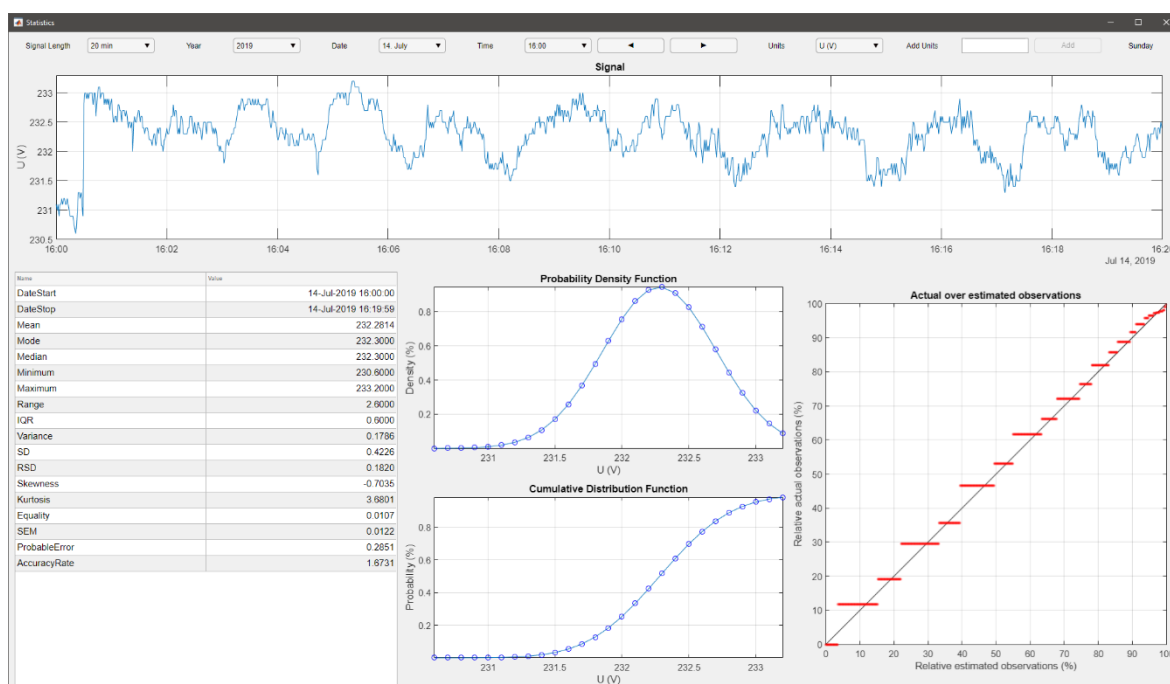 Statistics
Signal Length 20 min Year 2019 Date 14. July Time 16:00 Units U (V) Add Units Add Sunday
Signal
233
232.5
232
231.5
231
230.5
U (V)
16:00 16:02 16:04 16:06 16:08 16:10 16:12 16:14 16:16 16:18 16:20
Jul 14, 2019
Name Value
DateStart 14-Jul-2019 16:00:00
DateStop 14-Jul-2019 16:19:59
Mean 232.2814
Mode 232.3000
Median 232.3000
Minimum 230.6000
Maximum 233.2000
Range 2.6000
IQR 0.6000
Variance 0.1786
SD 0.4226
RSD 0.1820
Skewness -0.7035
Kurtosis 3.6801
Equality 0.0107
SEM 0.0122
ProbableError 0.2851
AccuracyRate 1.6731
Probability Density Function
0.8
0.6
0.4
0.2
Density (%)
231 231.5 232 232.5 233
U (V)
Cumulative Distribution Function
0.8
0.6
0.4
0.2
Probability (%)
231 231.5 232 232.5 233
U (V)
Actual over estimated observations
100
90
80
70
60
50
40
30
20
10
0
Relative actual observations (%)
0 10 20 30 40 50 60 70 80 90 100
Relative estimated observations (%)